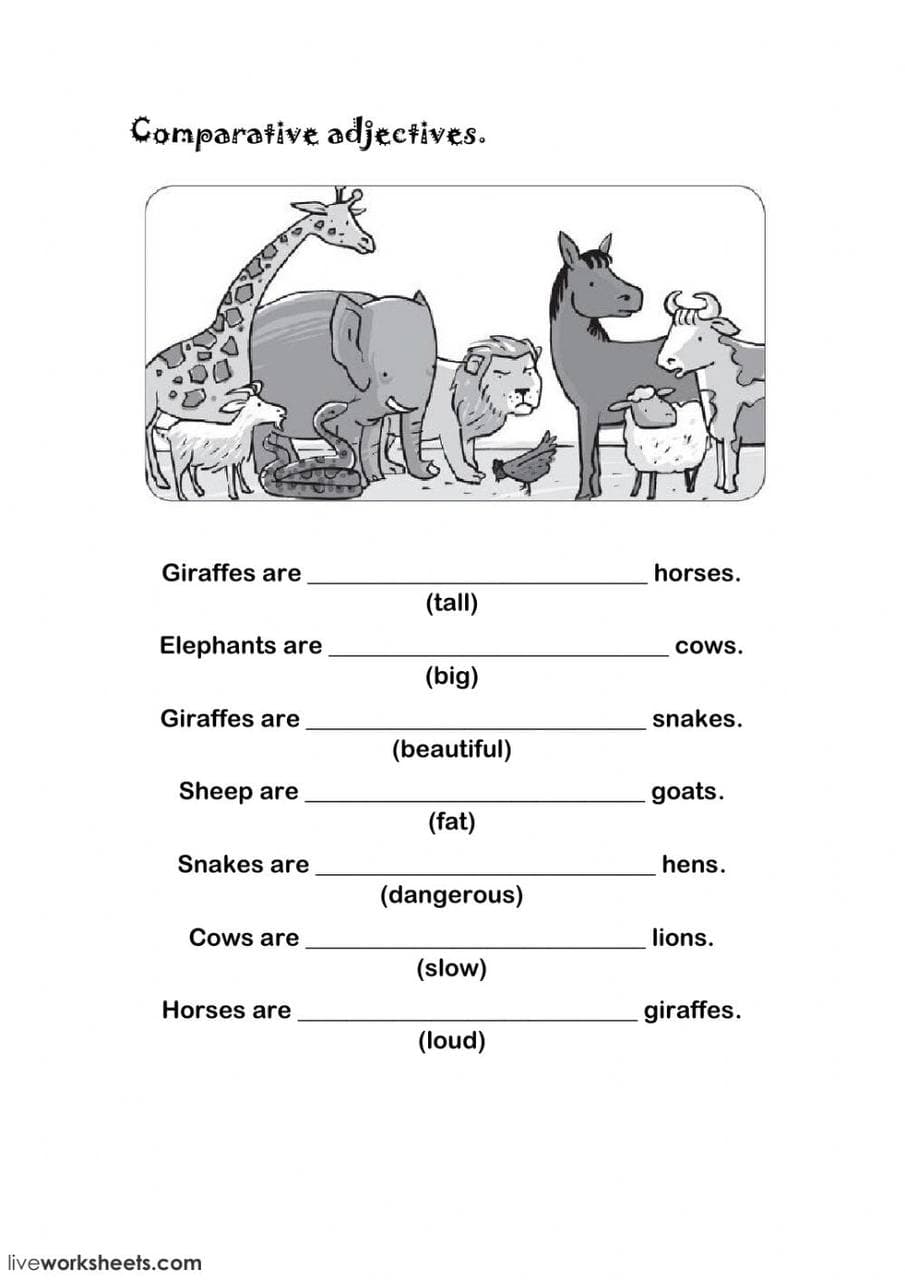 Comparative adjectives.
Giraffes are ____________________________ horses.
(tall)
Elephants are ____________________________ cows.
(big)
Giraffes are ____________________________ snakes.
(beautiful)
Sheep are ____________________________ goats.
(fat)
Snakes are ____________________________ hens.
(dangerous)
Cows are ____________________________ lions.
(slow)
Horses are ____________________________ giraffes.
(loud)
liveworksheets.com